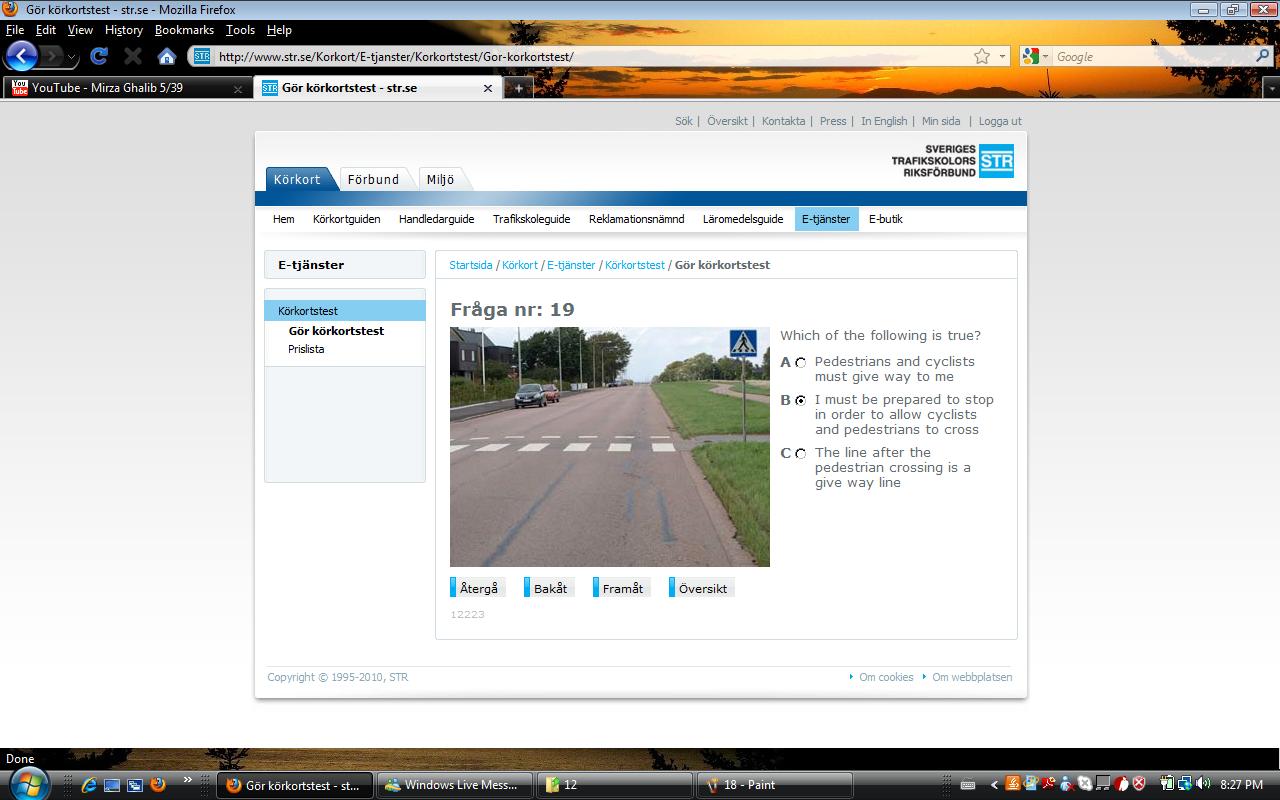 Gör körkortstest - str.se - Mozilla Firefox
File Edit View History Bookmarks Tools Help
STR http://www.str.se/Korkort/E-tjanster/Korkortstest/Gor-korkortstest/ Google
You Tube YouTube - Mirza Ghalib 5/39 STR Gör körkortstest - str.se
Sök | Översikt | Kontakta | Press | In English | Min sida | Logga ut
SVERIGES
TRAFIKSKOLORS STR
RIKSFÖRBUND
Körkort Förbund Miljö
Hem Körkortguiden Handledarguide Trafikskoleguide Reklamationsnämnd Läromedelsguide E-tjänster E-butik
E-tjänster
Körkortstest
Gör körkortstest
Prislista
Startsida / Körkort / E-tjänster / Körkortstest / Gör körkortstest
Fråga nr: 19
Which of the following is true?
A Pedestrians and cyclists
must give way to me
B I must be prepared to stop
in order to allow cyclists
and pedestrians to cross
C The line after the
pedestrian crossing is a
give way line
Återgå Bakåt Framåt Översikt
12223
Copyright © 1995-2010, STR Om cookies Om webbplatsen
Done
Gör körkortstest - st... Windows Live Mess... 12 18 - Paint 8:27 PM